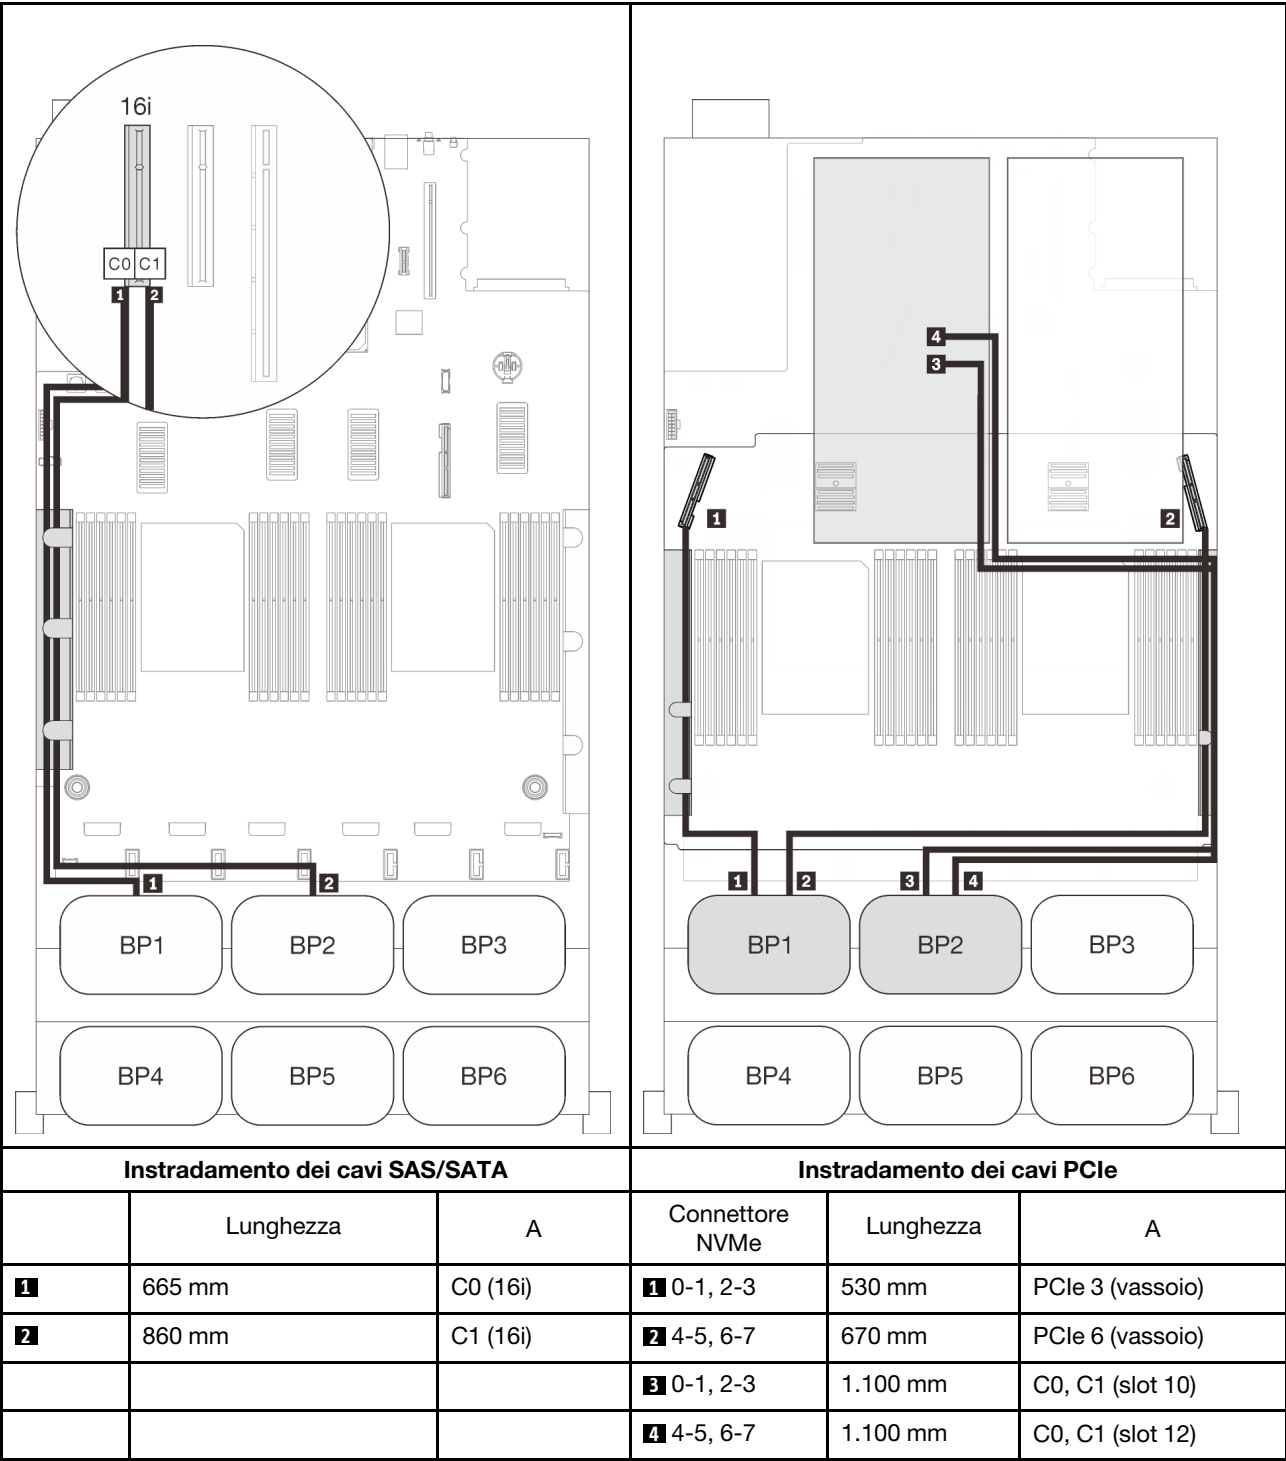 16i
C0 C1
1 2
1 2
BP1 BP2 BP3
BP4 BP5 BP6
4
3
1 2
1 2 3 4
BP1 BP2 BP3
BP4 BP5 BP6
Instradamento dei cavi SAS/SATA
Lunghezza A
1 665 mm C0 (16i)
2 860 mm C1 (16i)
Instradamento dei cavi PCIe
Connettore NVMe Lunghezza A
1 0-1, 2-3 530 mm PCIe 3 (vassoio)
2 4-5, 6-7 670 mm PCIe 6 (vassoio)
3 0-1, 2-3 1.100 mm C0, C1 (slot 10)
4 4-5, 6-7 1.100 mm C0, C1 (slot 12)